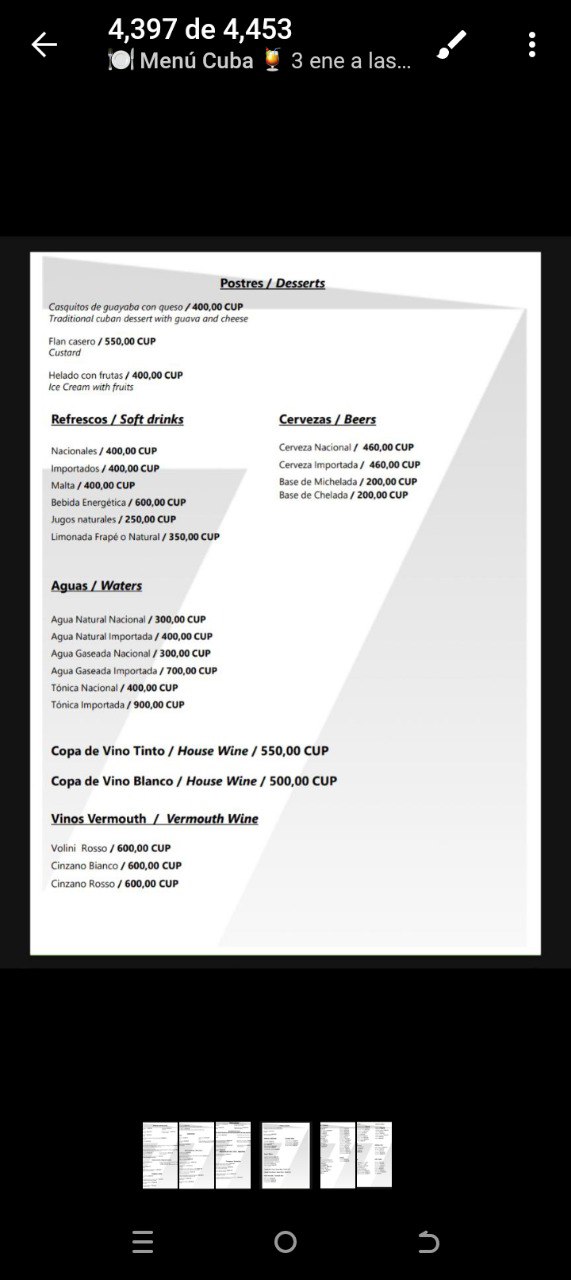 4,397 de 4,453
🍽️ Menú Cuba 🍹 3 ene a las...
Postres / Desserts
Casquitos de guayaba con queso / 400,00 CUP
Traditional cuban dessert with guava and cheese
Flan casero / 550,00 CUP
Custard
Helado con frutas / 400,00 CUP
Ice Cream with fruits
Refrescos / Soft drinks
Nacionales / 400,00 CUP
Importados / 400,00 CUP
Malta / 400,00 CUP
Bebida Energética / 600,00 CUP
Jugos naturales / 250,00 CUP
Limonada Frapé o Natural / 350,00 CUP
Cervezas / Beers
Cerveza Nacional / 460,00 CUP
Cerveza Importada / 460,00 CUP
Base de Michelada / 200,00 CUP
Base de Chelada / 200,00 CUP
Aguas / Waters
Agua Natural Nacional / 300,00 CUP
Agua Natural Importada / 400,00 CUP
Agua Gaseada Nacional / 300,00 CUP
Agua Gaseada Importada / 700,00 CUP
Tónica Nacional / 400,00 CUP
Tónica Importada / 900,00 CUP
Copa de Vino Tinto / House Wine / 550,00 CUP
Copa de Vino Blanco / House Wine / 500,00 CUP
Vinos Vermouth / Vermouth Wine
Volini Rosso / 600,00 CUP
Cinzano Bianco / 600,00 CUP
Cinzano Rosso / 600,00 CUP